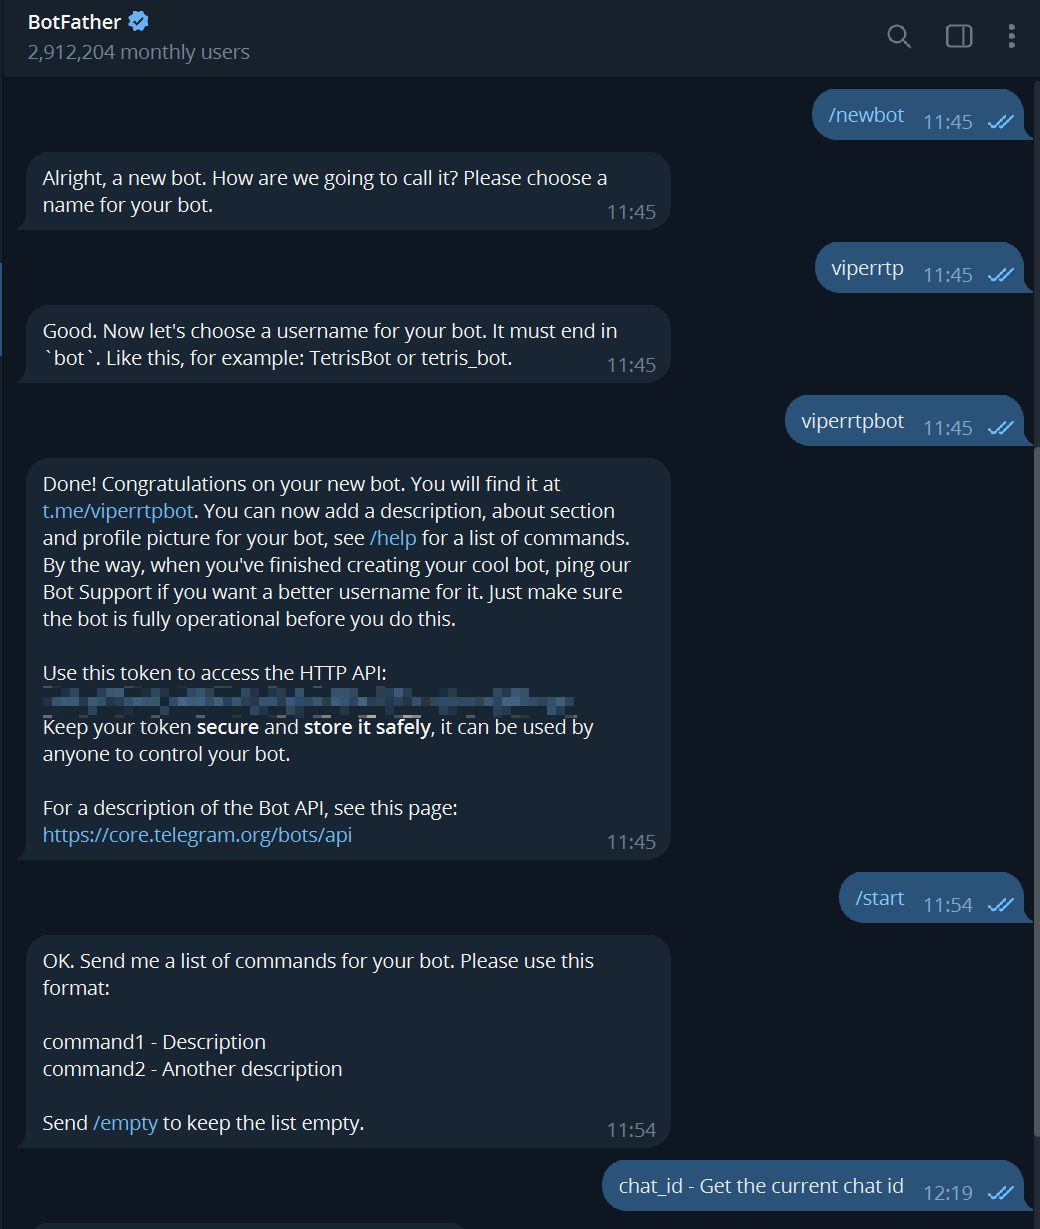 BotFather
2,912,204 monthly users
/newbot 11:45
Alright, a new bot. How are we going to call it? Please choose a
name for your bot.
11:45
viperrtp 11:45
Good. Now let's choose a username for your bot. It must end in
`bot`. Like this, for example: TetrisBot or tetris_bot.
11:45
viperrtpbot 11:45
Done! Congratulations on your new bot. You will find it at
t.me/viperrtpbot. You can now add a description, about section
and profile picture for your bot, see /help for a list of commands.
By the way, when you've finished creating your cool bot, ping our
Bot Support if you want a better username for it. Just make sure
the bot is fully operational before you do this.
Use this token to access the HTTP API:
Keep your token secure and store it safely, it can be used by
anyone to control your bot.
For a description of the Bot API, see this page:
https://core.telegram.org/bots/api
11:45
/start 11:54
OK. Send me a list of commands for your bot. Please use this
format:
command1 - Description
command2 - Another description
Send /empty to keep the list empty.
11:54
chat_id - Get the current chat id 12:19